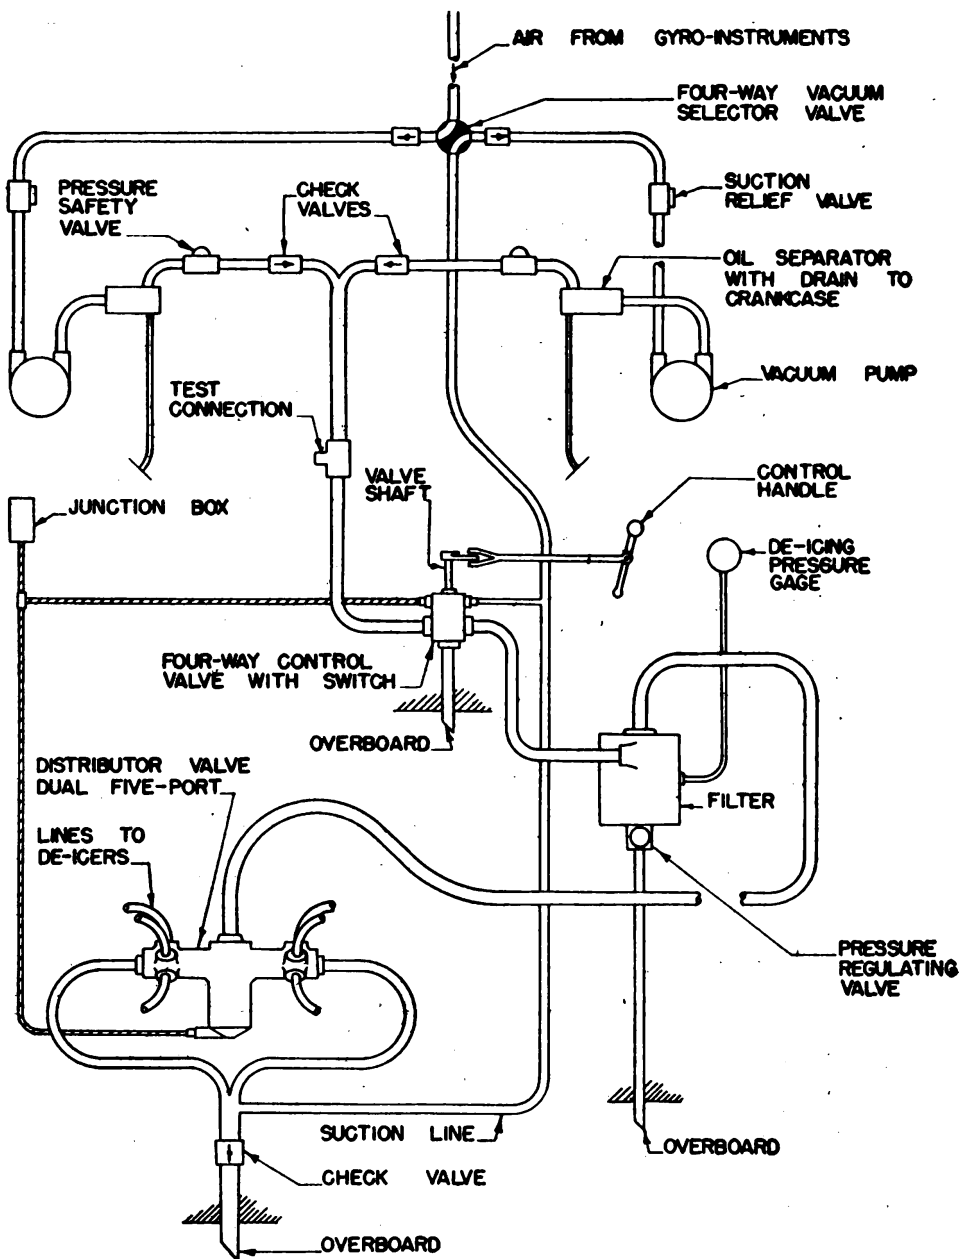 AIR FROM GYRO-INSTRUMENTS
FOUR-WAY VACUUM
SELECTOR VALVE
PRESSURE
SAFETY
VALVE
CHECK
VALVES
SUCTION
RELIEF VALVE
OIL SEPARATOR
WITH DRAIN TO
CRANKCASE
VACUUM PUMP
TEST
CONNECTION
VALVE
SHAFT
CONTROL
HANDLE
JUNCTION BOX
DE-ICING
PRESSURE
GAGE
FOUR-WAY CONTROL
VALVE WITH SWITCH
OVERBOARD
DISTRIBUTOR VALVE
DUAL FIVE-PORT
FILTER
LINES TO
DE-ICERS
PRESSURE
REGULATING
VALVE
SUCTION LINE
OVERBOARD
CHECK VALVE
OVERBOARD